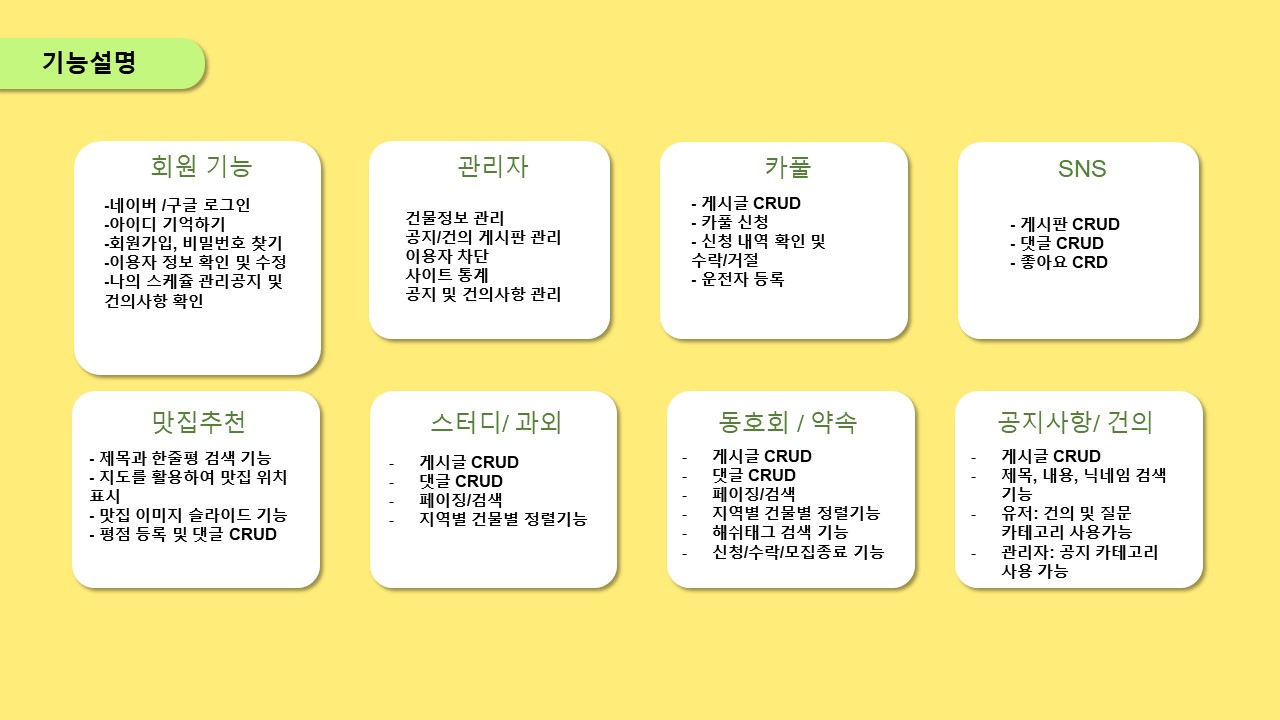 기능설명
회원 기능
-네이버 /구글 로그인
-아이디 기억하기
-회원가입, 비밀번호 찾기
-이용자 정보 확인 및 수정
-나의 스케쥴 관리공지 및
건의사항 확인
관리자
건물정보 관리
공지/건의 게시판 관리
이용자 차단
사이트 통계
공지 및 건의사항 관리
카풀
- 게시글 CRUD
- 카풀 신청
- 신청 내역 확인 및
수락/거절
- 운전자 등록
SNS
- 게시판 CRUD
- 댓글 CRUD
- 좋아요 CRD
맛집추천
- 제목과 한줄평 검색 기능
- 지도를 활용하여 맛집 위치
표시
- 맛집 이미지 슬라이드 기능
- 평점 등록 및 댓글 CRUD
스터디/ 과외
- 게시글 CRUD
- 댓글 CRUD
- 페이징/검색
- 지역별 건물별 정렬기능
동호회 / 약속
- 게시글 CRUD
- 댓글 CRUD
- 페이징/검색
- 지역별 건물별 정렬기능
- 해쉬태그 검색 기능
- 신청/수락/모집종료 기능
공지사항/ 건의
- 게시글 CRUD
- 제목, 내용, 닉네임 검색
기능
- 유저: 건의 및 질문
카테고리 사용가능
- 관리자: 공지 카테고리
사용 가능